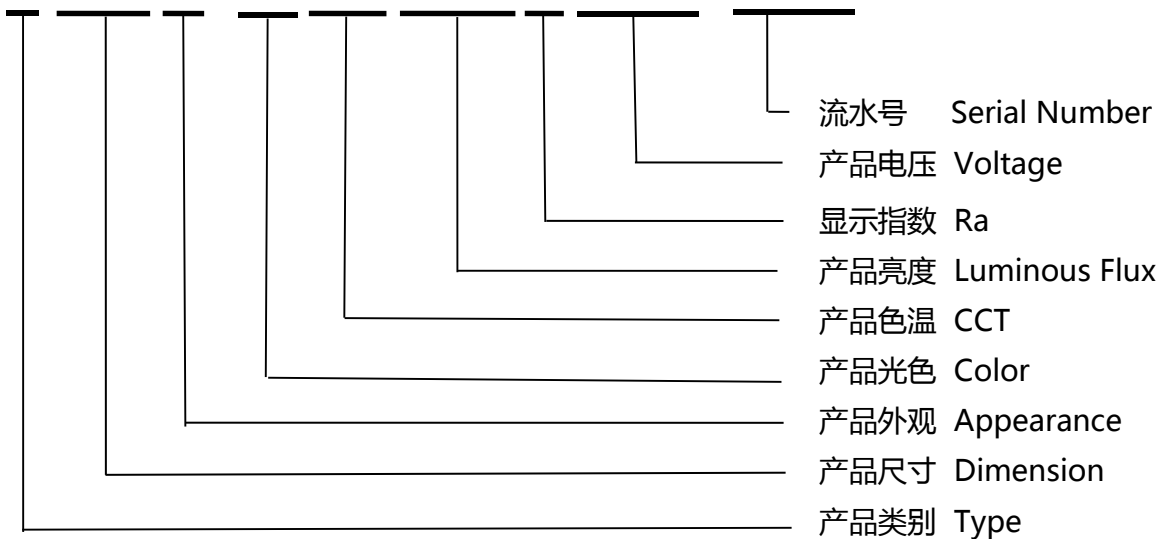 流水号 Serial Number
产品电压 Voltage
显示指数 Ra
产品亮度 Luminous Flux
产品色温 CCT
产品光色 Color
产品外观 Appearance
产品尺寸 Dimension
产品类别 Type